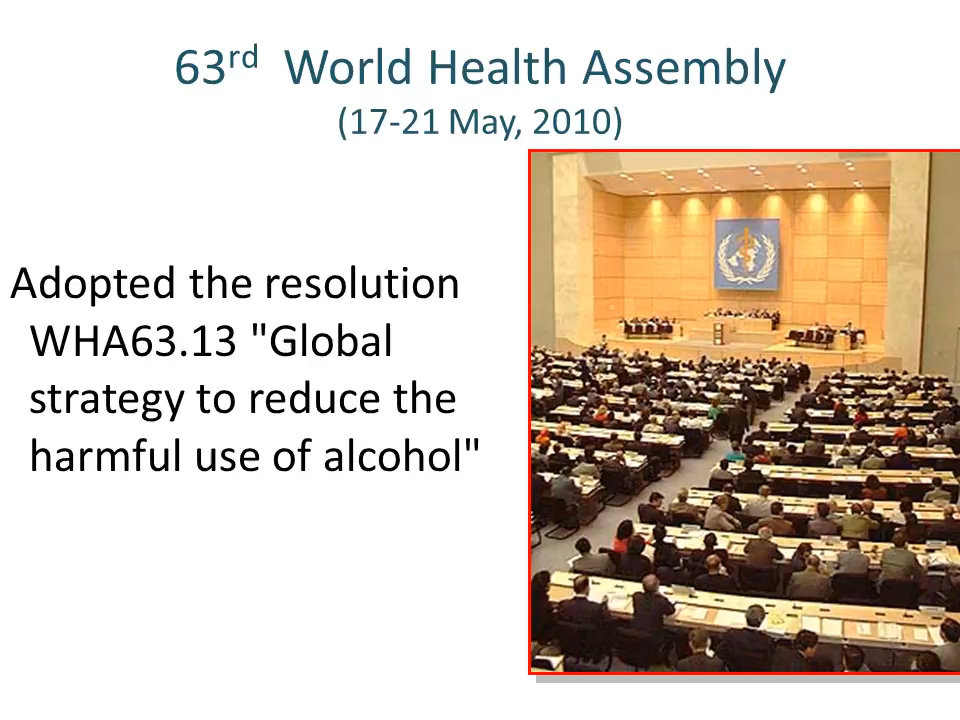 63rd World Health Assembly
(17-21 May, 2010)
Adopted the resolution
WHA63.13 "Global
strategy to reduce the
harmful use of alcohol"